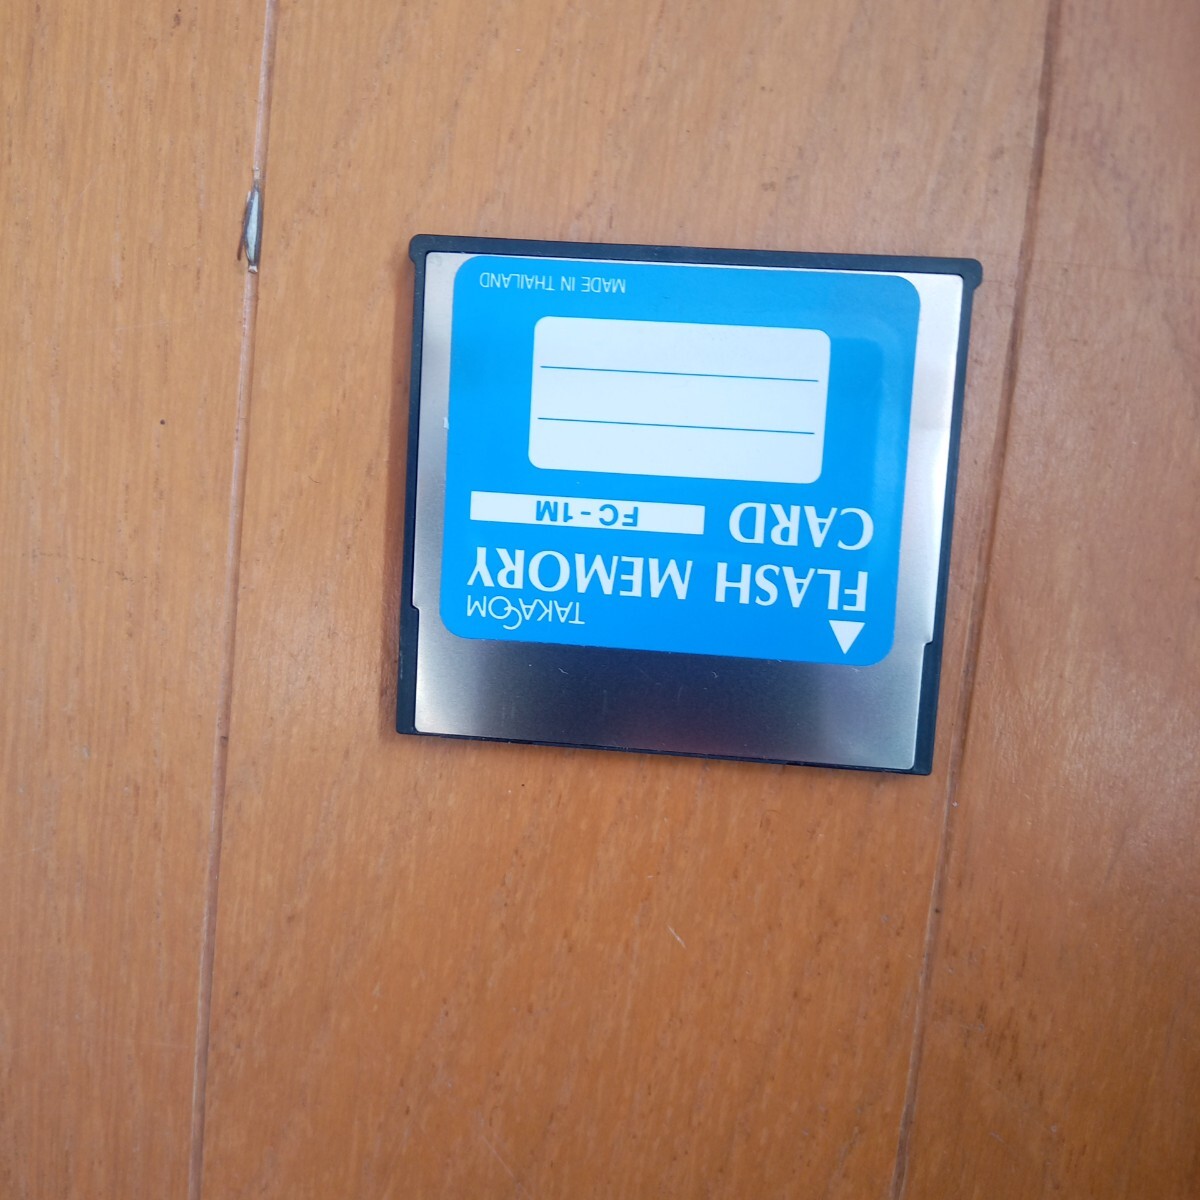 TAKACOM
FLASH MEMORY
CARD
FC-1M
MADE IN THAILAND